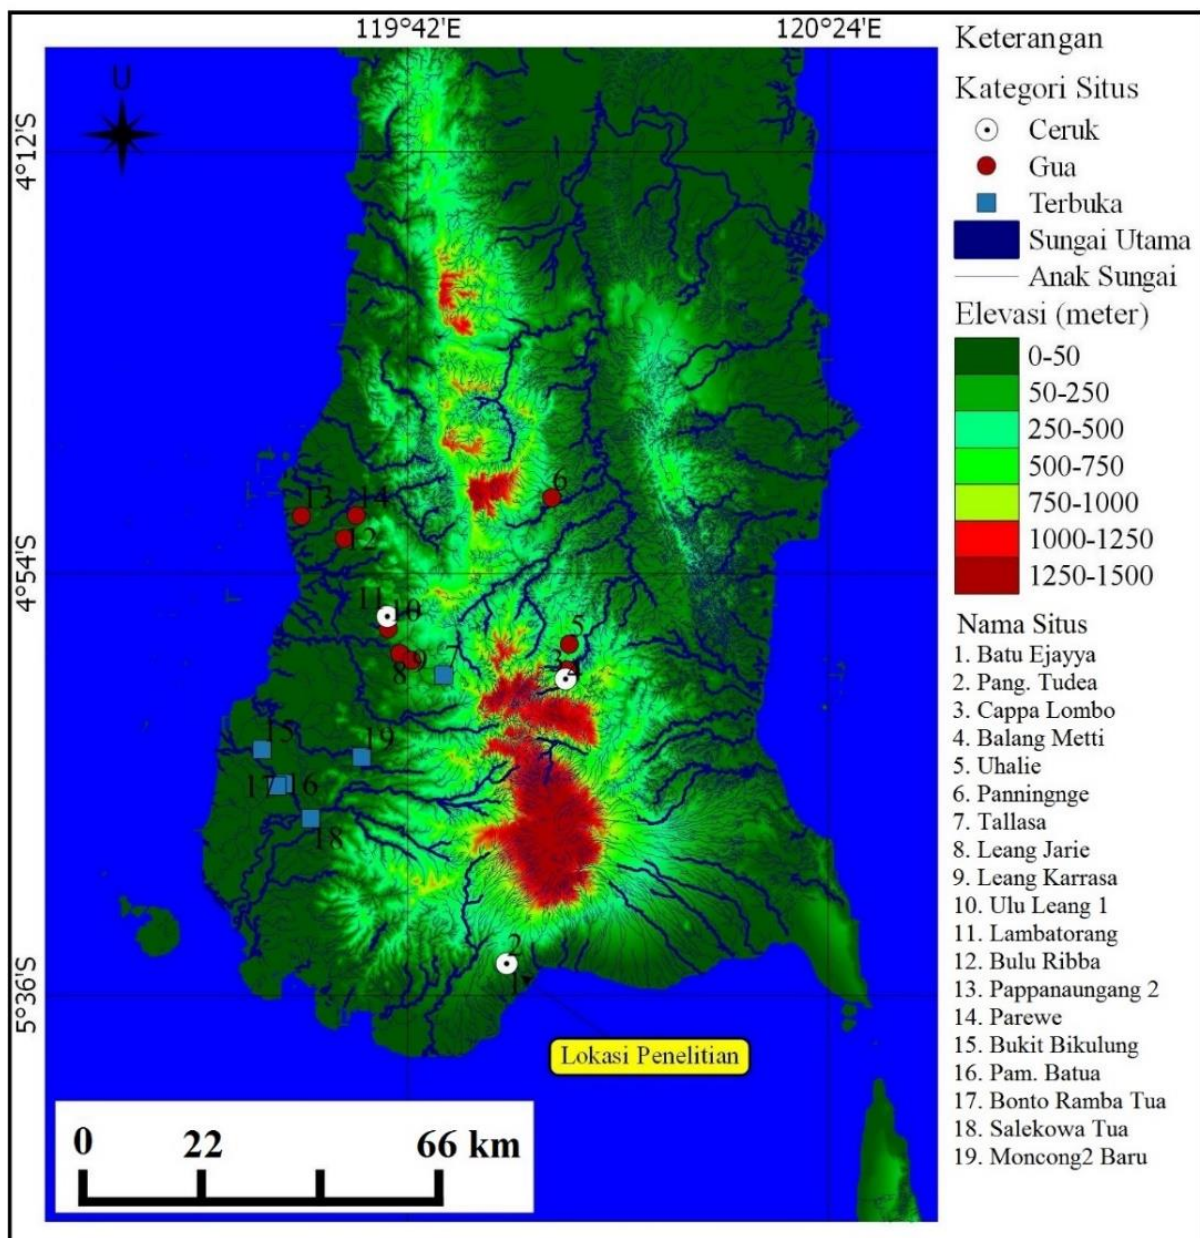 119°42'E
120°24'E
4°12'S
4°54'S
5°36'S
U
13
14
12
6
11
10
8
9
7
5
3
4
15
19
17
16
18
2
1
Lokasi Penelitian
0
22
66 km
Keterangan
Kategori Situs
Ceruk
Gua
Terbuka
Sungai Utama
Anak Sungai
Elevasi (meter)
0-50
50-250
250-500
500-750
750-1000
1000-1250
1250-1500
Nama Situs
1. Batu Ejayya
2. Pang. Tudea
3. Cappa Lombo
4. Balang Metti
5. Uhalie
6. Panningnge
7. Tallasa
8. Leang Jarie
9. Leang Karrasa
10. Ulu Leang 1
11. Lambatorang
12. Bulu Ribba
13. Pappanaungang 2
14. Parewe
15. Bukit Bikulung
16. Pam. Batua
17. Bonto Ramba Tua
18. Salekowa Tua
19. Moncong2 Baru